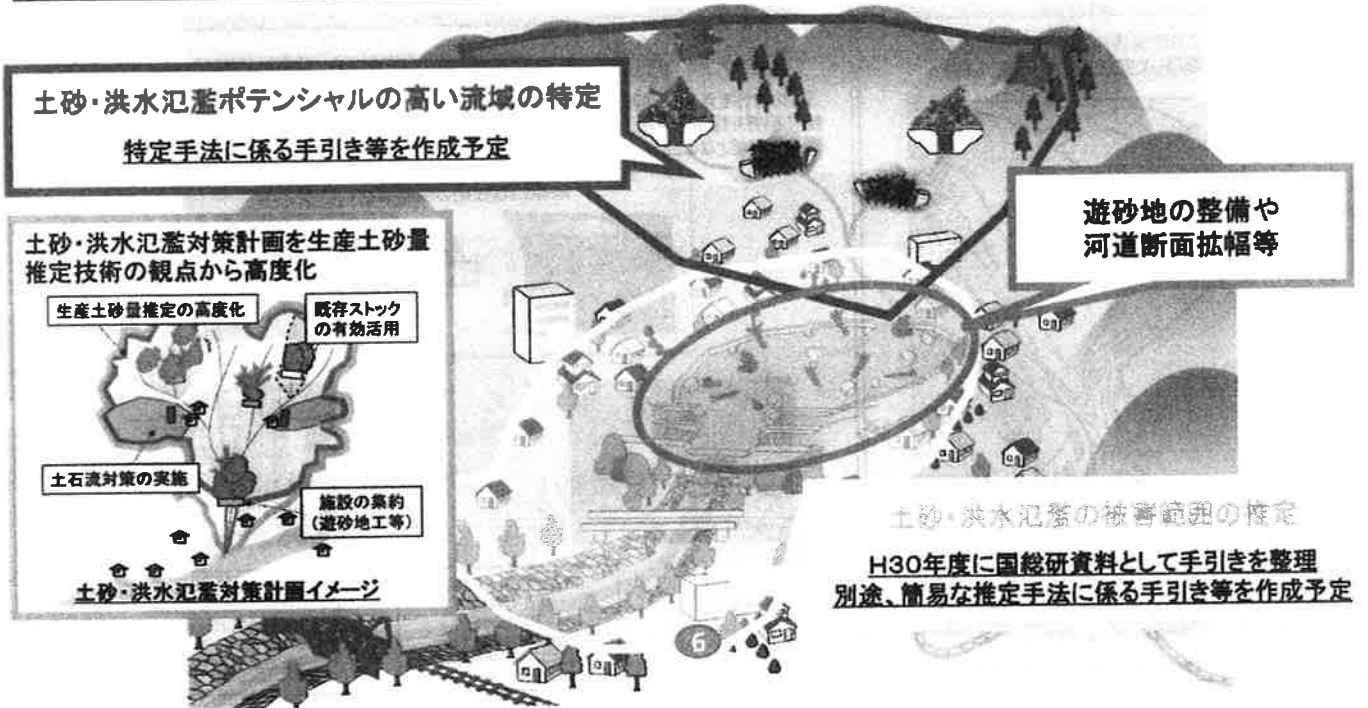 土砂・洪水氾濫ポテンシャルの高い流域の特定
特定手法に係る手引き等を作成予定
遊砂地の整備や
河道断面拡幅等
土砂・洪水氾濫対策計画を生産土砂量
推定技術の観点から高度化
生産土砂量推定の高度化
既存ストック
の有効活用
土石流対策の実施
施設の集約
(遊砂地工等)
土砂・洪水氾濫対策計画イメージ
土砂・洪水氾濫の被害範囲の推定
H30年度に国総研資料として手引きを整理
別途、簡易な推定手法に係る手引き等を作成予定
6